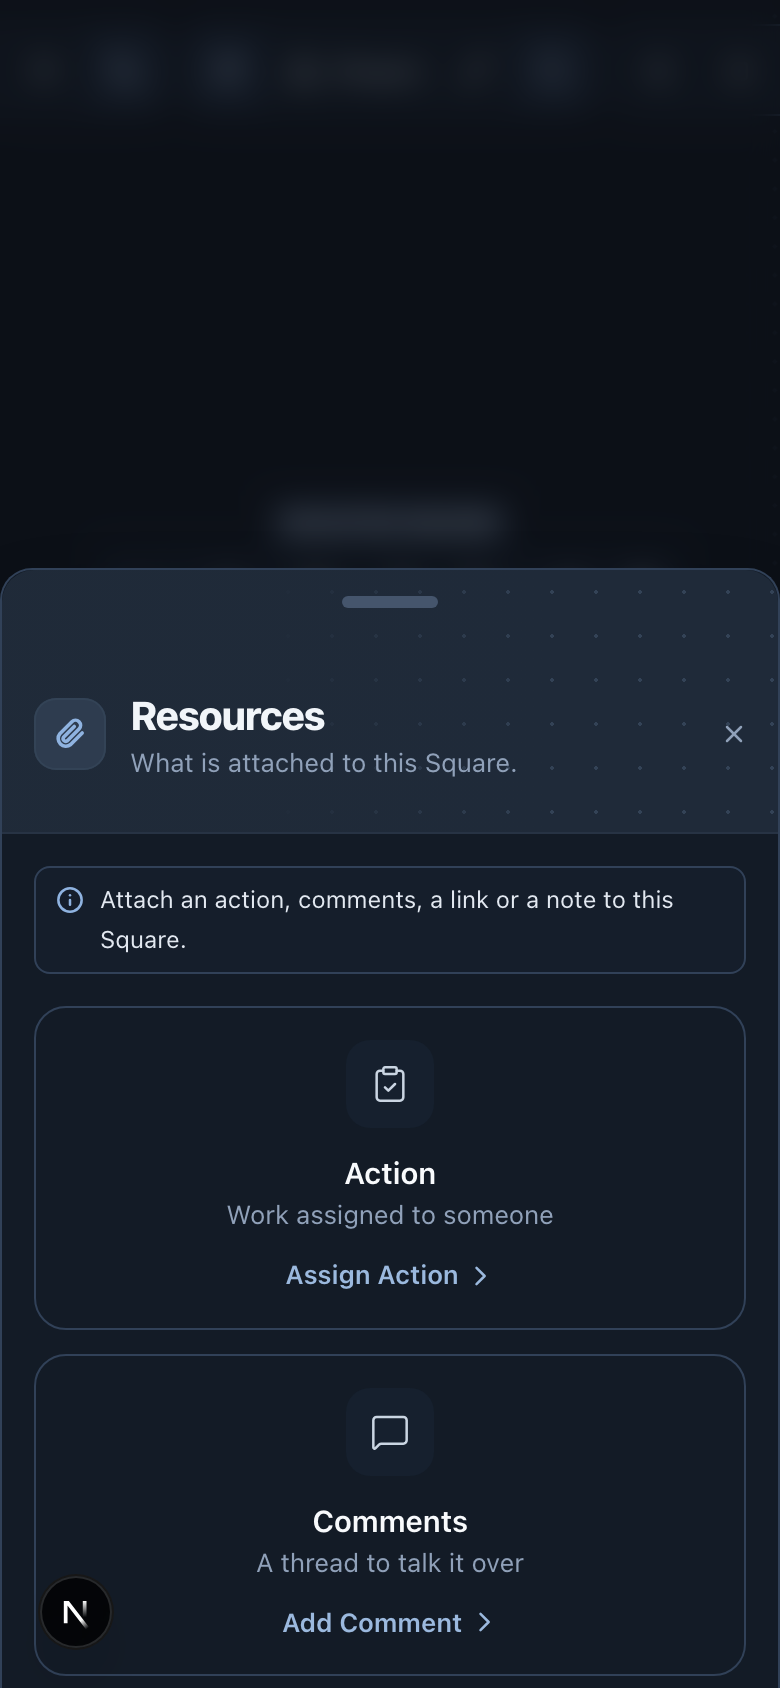 Resources
What is attached to this Square.
Attach an action, comments, a link or a note to this
Square.
Action
Work assigned to someone
Assign Action
Comments
A thread to talk it over
N
Add Comment